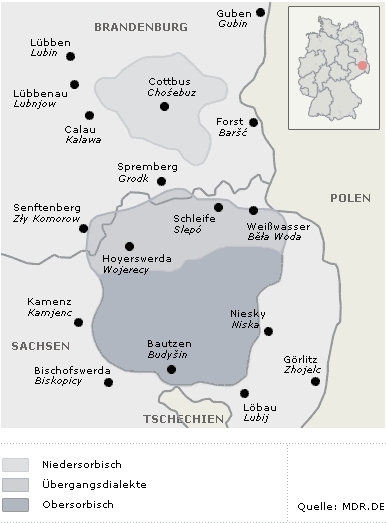 BRANDENBURG
Guben
Gubin
Lübben
Lubin
Cottbus
Chośebuz
Lübbenau
Lubnjow
Calau
Kalawa
Forst
Baršć
Spremberg
Grodk
POLEN
Senftenberg
Zły Komorow
Schleife
Slepó
Weißwasser
Běła Woda
Hoyerswerda
Wojerecy
Kamenz
Kamjenc
Niesky
Niska
SACHSEN
Bautzen
Budyšin
Görlitz
Zhojelc
Bischofswerda
Biskopicy
Löbau
Lubij
TSCHECHIEN
Niedersorbisch
Übergangsdialekte
Obersorbisch
Quelle: MDR.DE